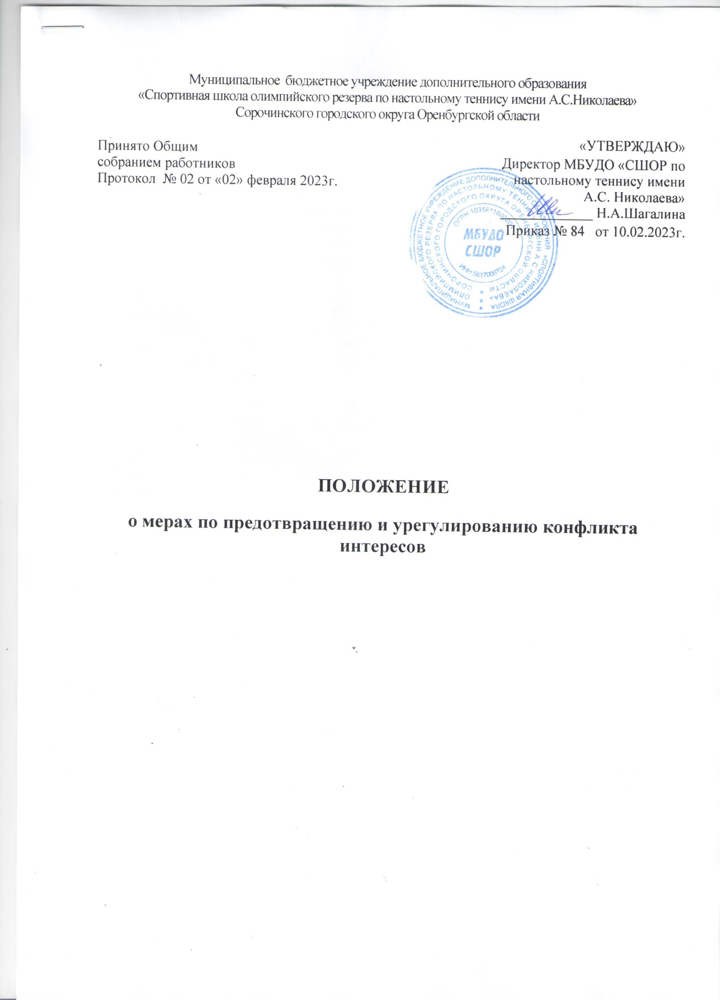 Муниципальное бюджетное учреждение дополнительного образования
«Спортивная школа олимпийского резерва по настольному теннису имени А.С.Николаева»
Сорочинского городского округа Оренбургской области
Принято Общим
собранием работников
Протокол № 02 от «02» февраля 2023г.
«УТВЕРЖДАЮ»
Директор МБУДО «СШОР по
настольному теннису имени
А.С. Николаева»
Н.А.Шагалина
Приказ № 84 от 10.02.2023г.
МУНИЦИПАЛЬНОЕ БЮДЖЕТНОЕ УЧРЕЖДЕНИЕ ДОПОЛНИТЕЛЬНОГО ОБРАЗОВАНИЯ «СПОРТИВНАЯ ШКОЛА
ОЛИМПИЙСКОГО РЕЗЕРВА ПО НАСТОЛЬНОМУ ТЕННИСУ ИМЕНИ А С НИКОЛАЕВА»
СОРОЧИНСКОГО ГОРОДСКОГО ОКРУГА ОРЕНБУРГСКОЙ ОБЛАСТИ
ОГРН
МБУДО
СШОР
ИНН 5617006724
ПОЛОЖЕНИЕ
о мерах по предотвращению и урегулированию конфликта
интересов